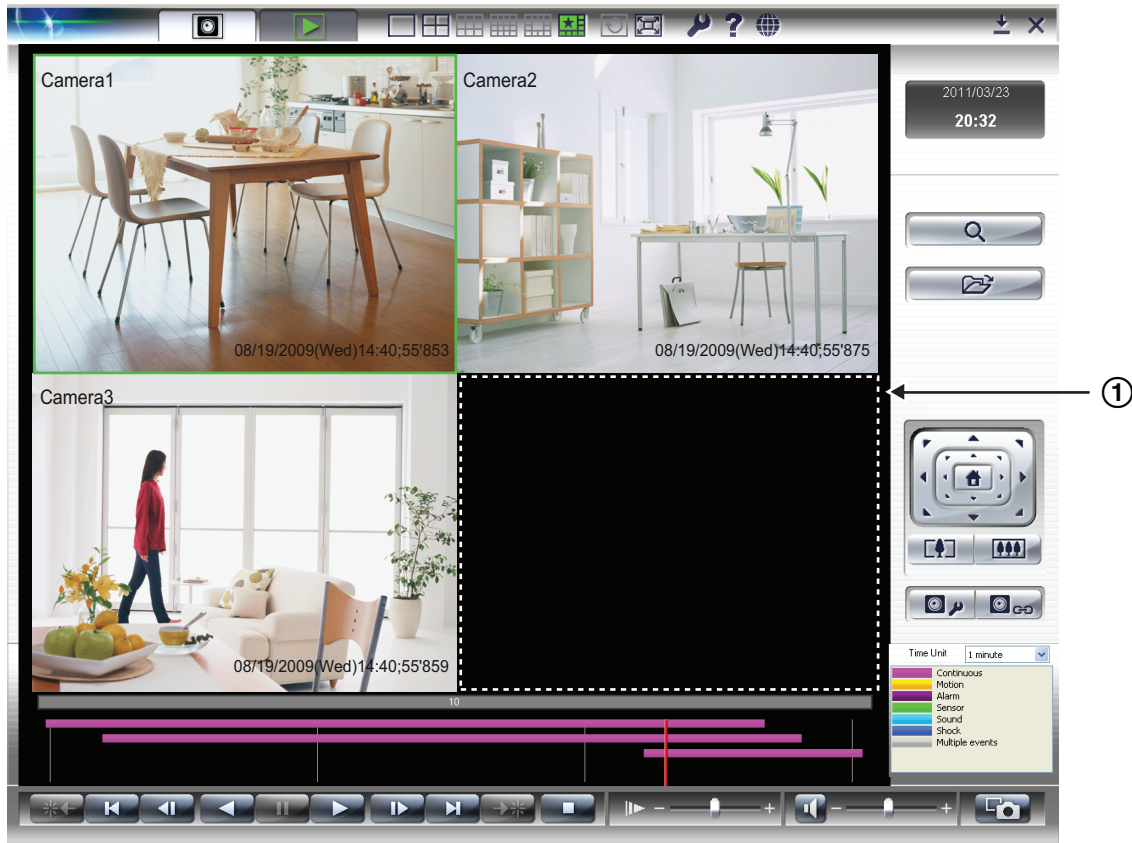 2011/03/23
20:32
Camera1
08/19/2009(Wed)14:40;55'853
Camera2
08/19/2009(Wed)14:40;55'875
Camera3
08/19/2009(Wed)14:40;55'859
①
Time Unit 1 minute
Continuous
Motion
Alarm
Sensor
Sound
Shock
Multiple events
10